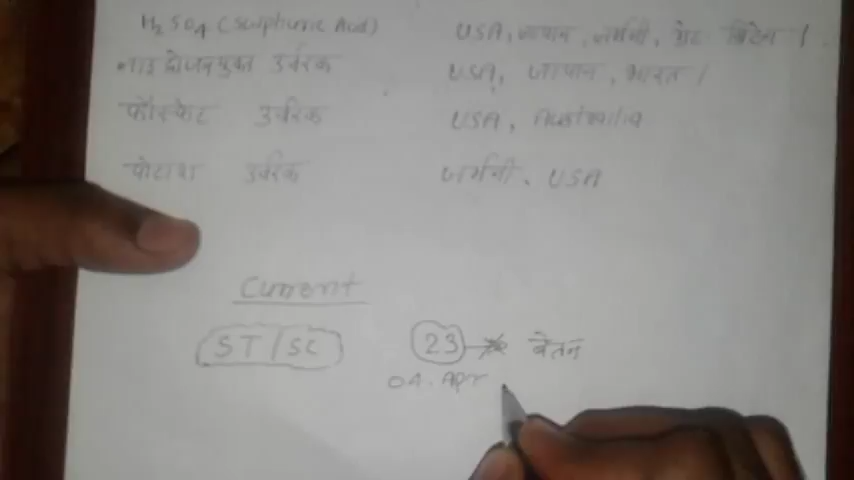 H2SO4 (Sulphuric Acid) USA, जापान, जर्मनी, ग्रेट ब्रिटेन।
नाइट्रोजनयुक्त उर्वरक USA, जापान, भारत।
फॉस्फेट उर्वरक USA, Australia
पोटाश उर्वरक जर्मनी, USA
Current
ST/SC 23 वेतन
04. Apr